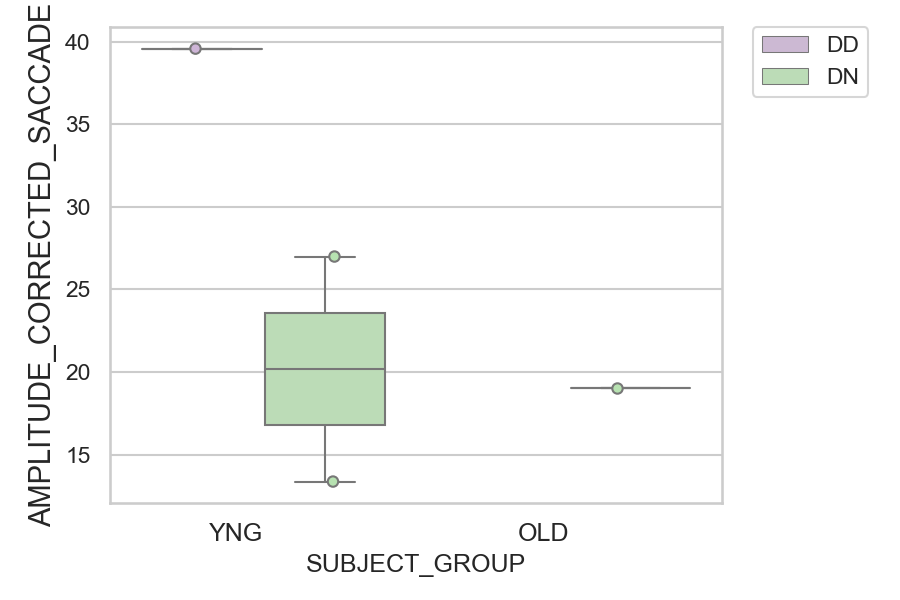 AMPLITUDE_CORRECTED_SACCADE
40
35
30
25
20
15
YNG
OLD
SUBJECT_GROUP
DD
DN